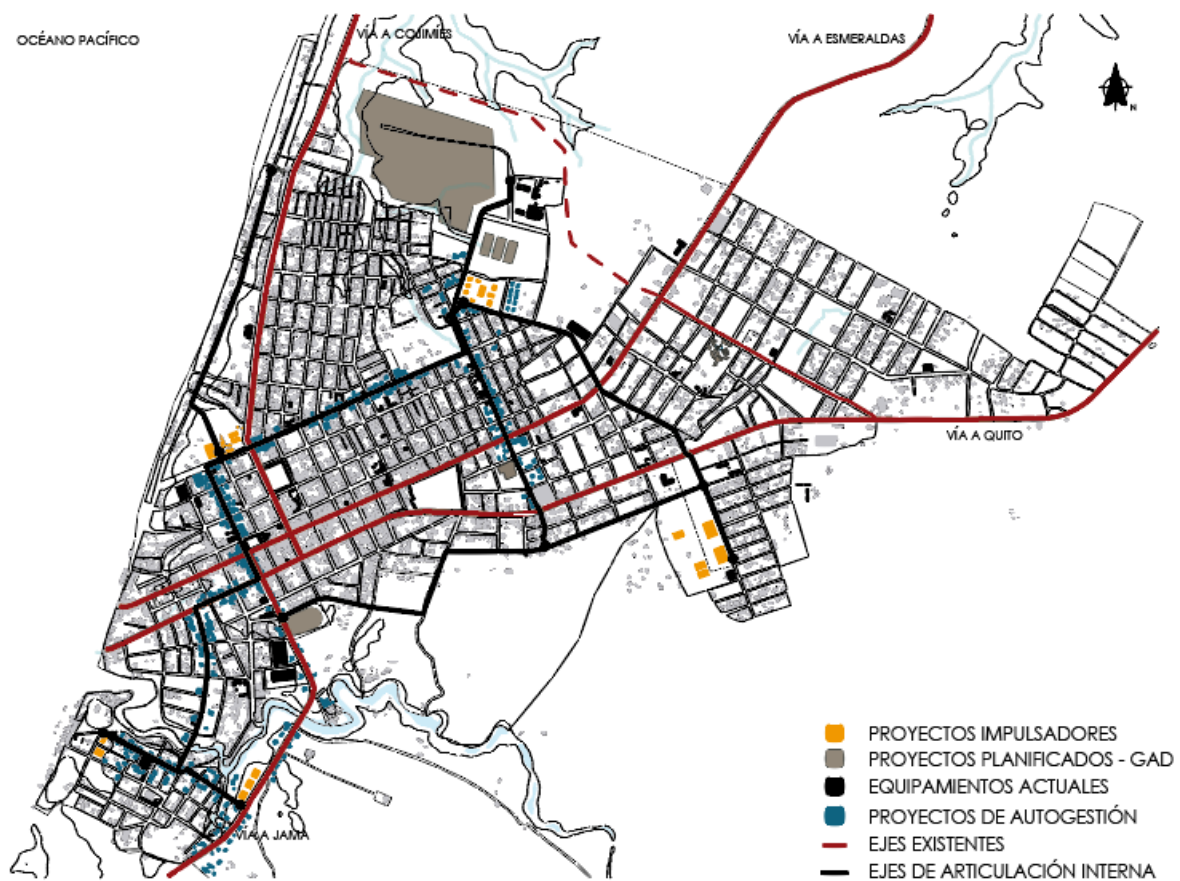 OCÉANO PACÍFICO
VÍA A COJIMÍES
VÍA A ESMERALDAS
N
VÍA A QUITO
VÍA A JAMA
PROYECTOS IMPULSADORES
PROYECTOS PLANIFICADOS - GAD
EQUIPAMIENTOS ACTUALES
PROYECTOS DE AUTOGESTIÓN
EJES EXISTENTES
EJES DE ARTICULACIÓN INTERNA